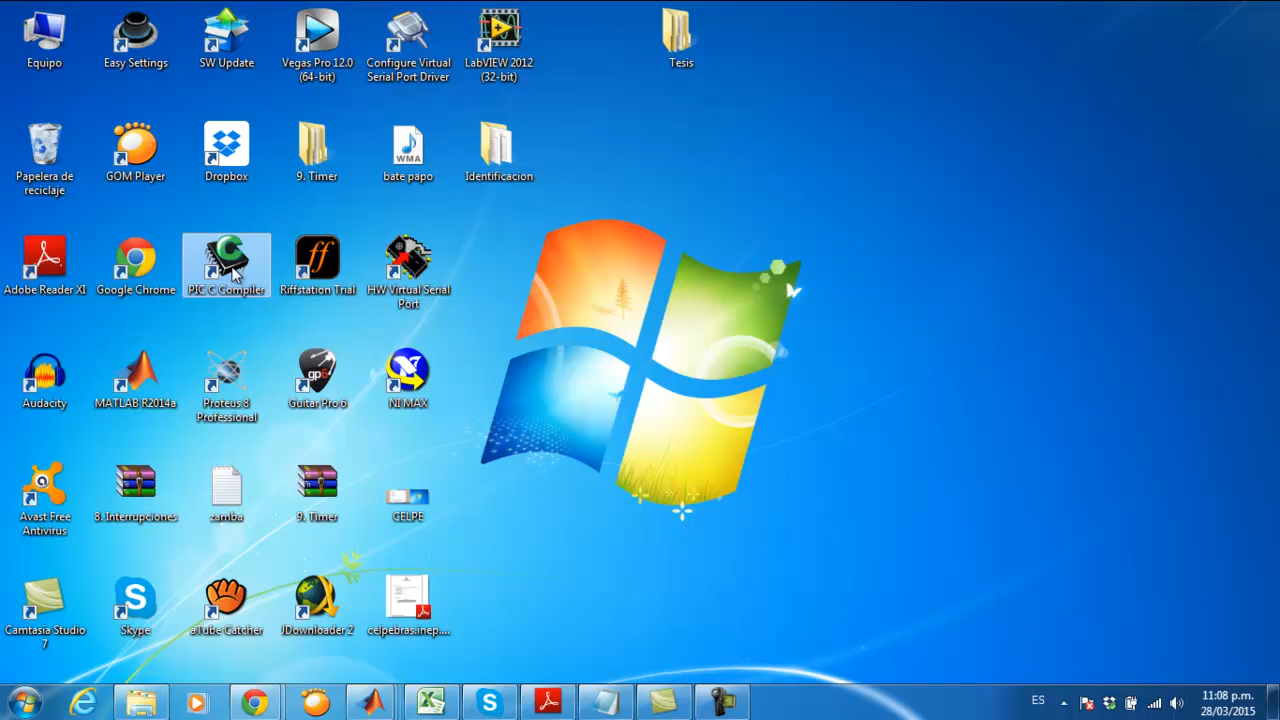 Equipo
Easy Settings
SW Update
Vegas Pro 12.0
(64-bit)
Configure Virtual
Serial Port Driver
LabVIEW 2012
(32-bit)
Tesis
Papelera de
reciclaje
GOM Player
Dropbox
9. Timer
WMA
bate papo
Identificacion
Adobe Reader XI
Google Chrome
C
PIC C Compiler
ff
Riffstation Trial
HW Virtual Serial
Port
Audacity
MATLAB R2014a
Proteus 8
Professional
gp6
Guitar Pro 6
NI MAX
Avast Free
Antivirus
8. Interrupciones
zamba
9. Timer
CELPE
Camtasia Studio
7
Skype
aTube Catcher
JDownloader 2
celpebras.inep....
ES
11:08 p.m.
28/03/2015